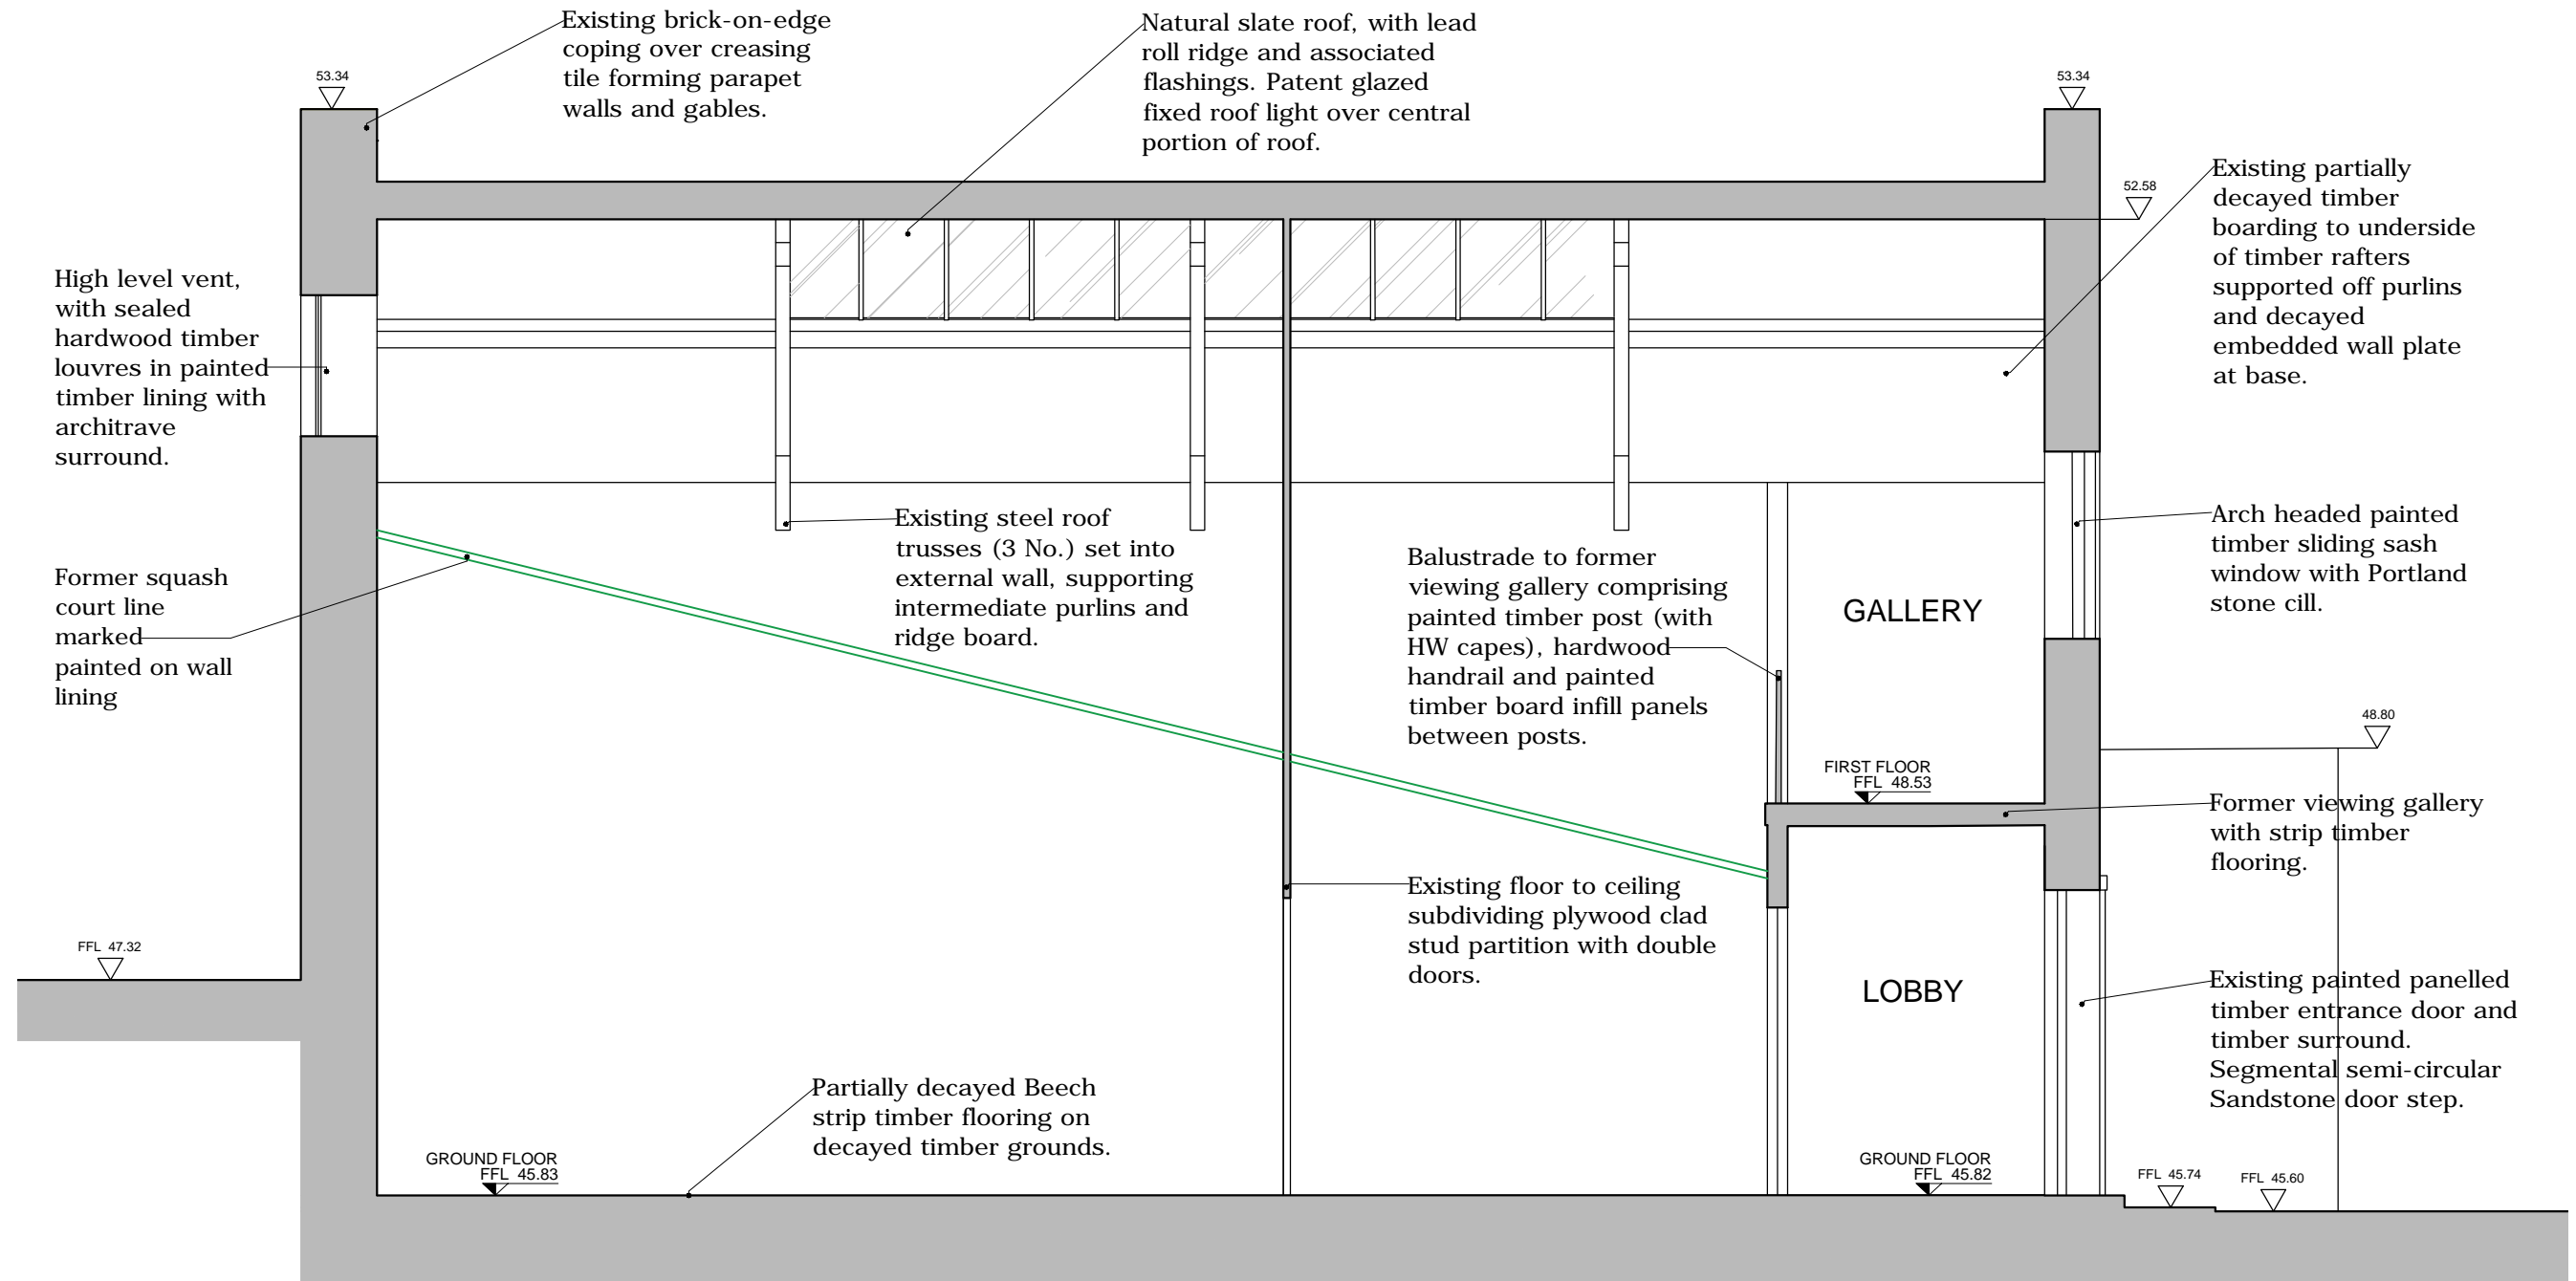 Existing brick-on-edge
coping over creasing
tile forming parapet
walls and gables.
Natural slate roof, with lead
roll ridge and associated
flashings. Patent glazed
fixed roof light over central
portion of roof.
53.34
53.34
52.58
Existing partially
decayed timber
boarding to underside
of timber rafters
supported off purlins
and decayed
embedded wall plate
at base.
High level vent,
with sealed
hardwood timber
louvres in painted
timber lining with
architrave
surround.
Existing steel roof
trusses (3 No.) set into
external wall, supporting
intermediate purlins and
ridge board.
Arch headed painted
timber sliding sash
window with Portland
stone cill.
Former squash
court line
marked
painted on wall
lining
Balustrade to former
viewing gallery comprising
painted timber post (with
HW capes), hardwood
handrail and painted
timber board infill panels
between posts.
GALLERY
48.80
FIRST FLOOR
FFL 48.53
Former viewing gallery
with strip timber
flooring.
Existing floor to ceiling
subdividing plywood clad
stud partition with double
doors.
FFL 47.32
LOBBY
Existing painted panelled
timber entrance door and
timber surround.
Segmental semi-circular
Sandstone door step.
Partially decayed Beech
strip timber flooring on
decayed timber grounds.
GROUND FLOOR
FFL 45.83
GROUND FLOOR
FFL 45.82
FFL 45.74
FFL 45.60